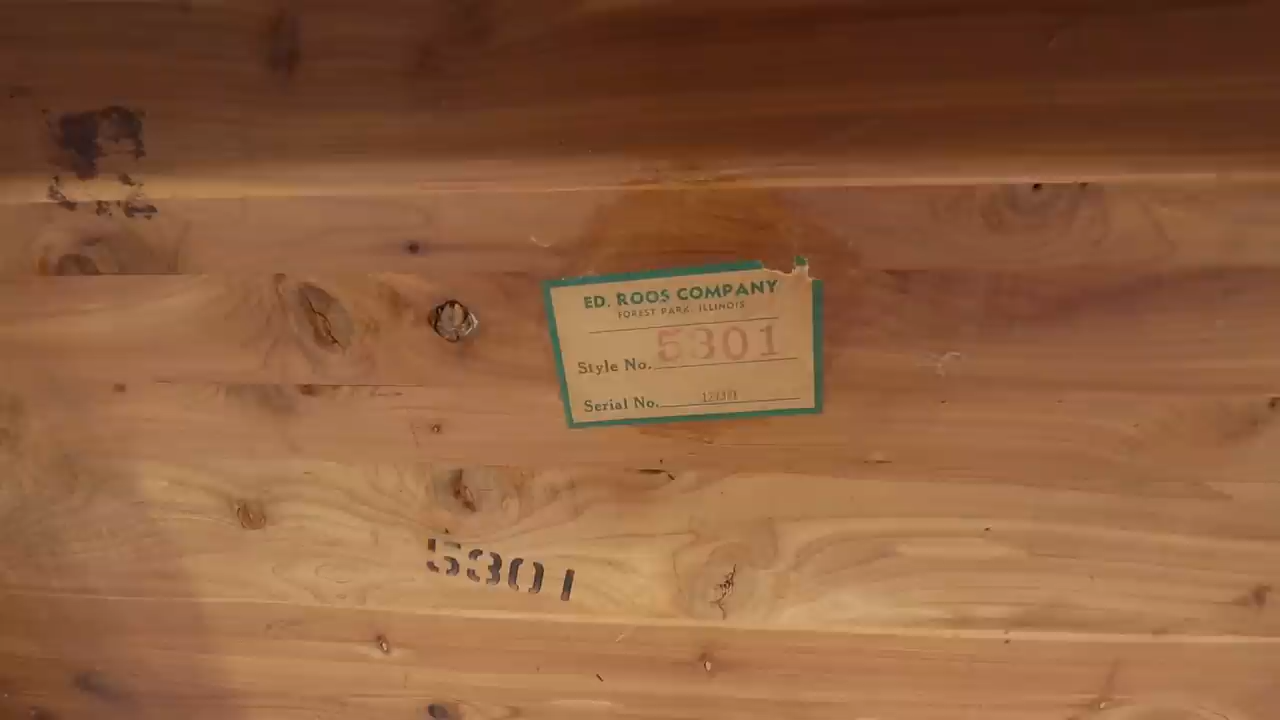 ED. ROOS COMPANY
FOREST PARK, ILLINOIS
5301
Style No.
Serial No.
5301